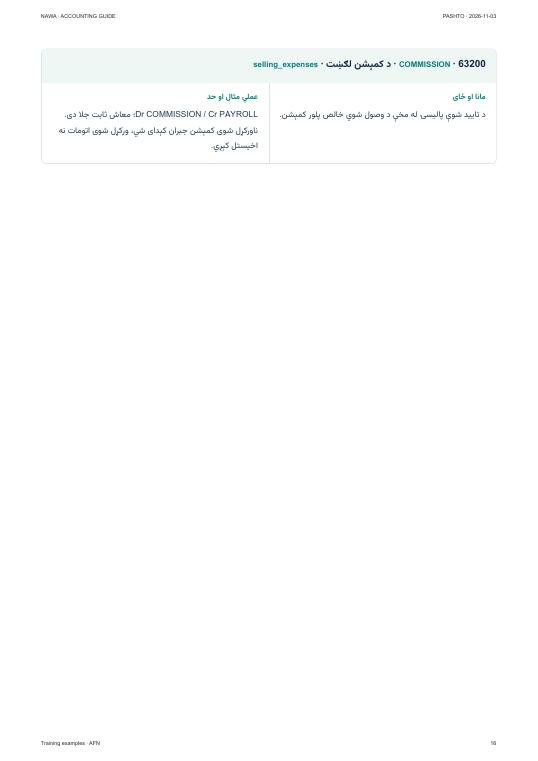 NAWA · ACCOUNTING GUIDE
PASHTO · 2026-11-03
63200 · COMMISSION · د کمېشن لګښت · selling_expenses
مانا او ځای
د تایید شوې پالیسۍ له مخې د وصول شوي خالص پلور کمېشن.
عملي مثال او حد
Dr COMMISSION / Cr PAYROLL؛ معاش ثابت جلا دی.
ناورکړل شوی کمېشن جبران کېدای شي، ورکړل شوی اتومات نه
اخیستل کېږي.
Training examples · AFN
16